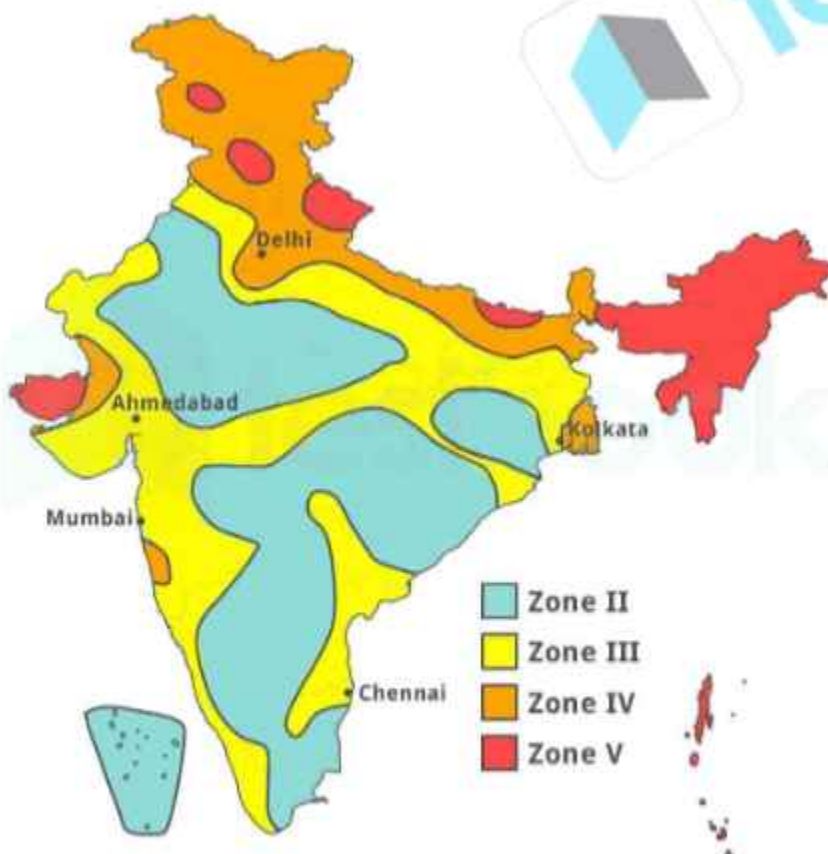 Delhi
Ahmedabad
Kolkata
Mumbai
Chennai
Zone II
Zone III
Zone IV
Zone V